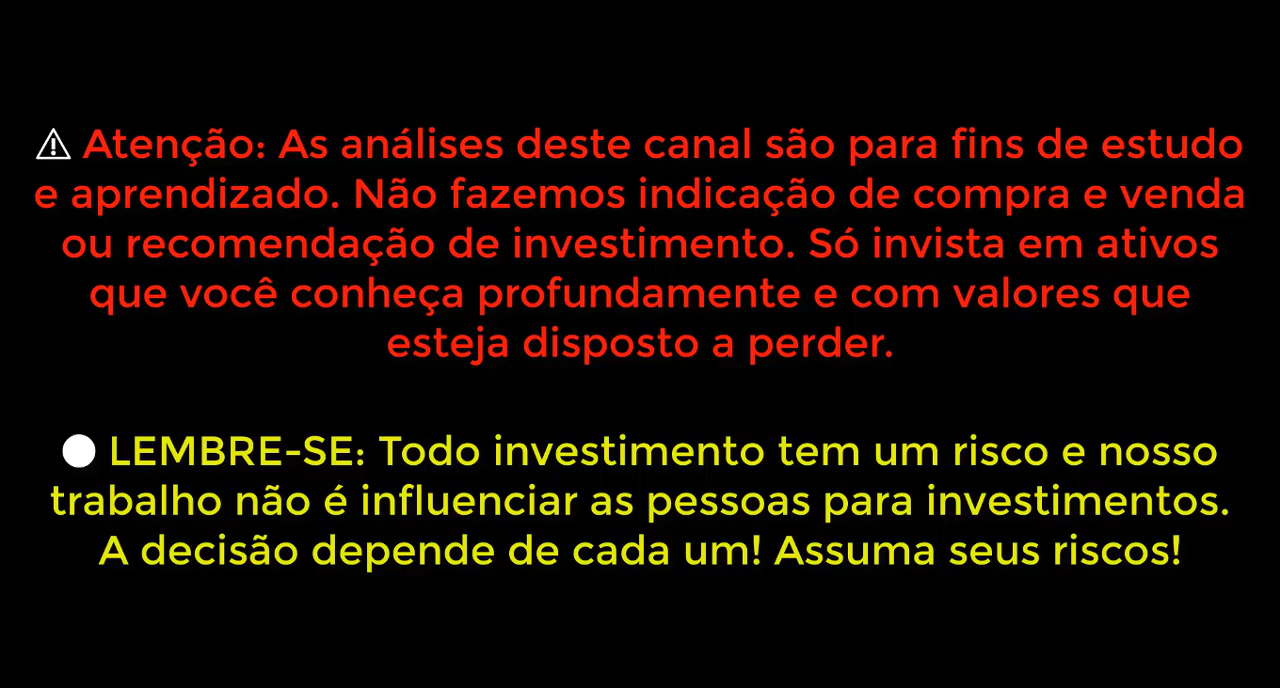 ⚠ Atenção: As análises deste canal são para fins de estudo
e aprendizado. Não fazemos indicação de compra e venda
ou recomendação de investimento. Só invista em ativos
que você conheça profundamente e com valores que
esteja disposto a perder.
⚪ LEMBRE-SE: Todo investimento tem um risco e nosso
trabalho não é influenciar as pessoas para investimentos.
A decisão depende de cada um! Assuma seus riscos!